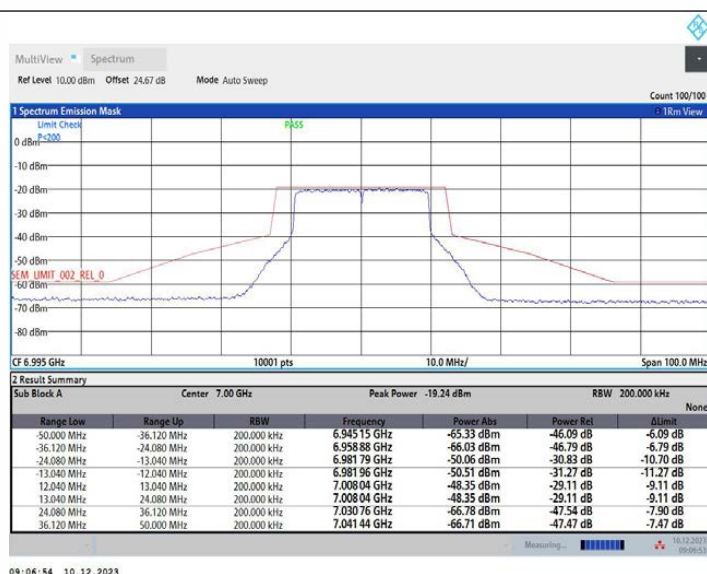 MultiView Spectrum
Ref Level 10.00 dBm Offset 24.67 dB Mode Auto Sweep
Count 100/100
1 Spectrum Emission Mask 1Rm View
Limit Check PASS
P<200
0 dBm
-10 dBm
-20 dBm
-30 dBm
-40 dBm
-50 dBm
SEM_LIMIT_002_REL_0
-60 dBm
-70 dBm
-80 dBm
CF 6.995 GHz 10001 pts 10.0 MHz/ Span 100.0 MHz
2 Result Summary
Sub Block A Center 7.00 GHz Peak Power -19.24 dBm RBW 200.000 kHz
None
Range Low Range Up RBW Frequency Power Abs Power Rel ΔLimit
-50.000 MHz -36.120 MHz 200.000 kHz 6.945 15 GHz -65.33 dBm -46.09 dB -6.09 dB
-36.120 MHz -24.080 MHz 200.000 kHz 6.958 88 GHz -66.03 dBm -46.79 dB -6.79 dB
-24.080 MHz -13.040 MHz 200.000 kHz 6.981 79 GHz -50.06 dBm -30.83 dB -10.70 dB
-13.040 MHz -12.040 MHz 200.000 kHz 6.981 96 GHz -50.51 dBm -31.27 dB -11.27 dB
12.040 MHz 13.040 MHz 200.000 kHz 7.008 04 GHz -48.35 dBm -29.11 dB -9.11 dB
13.040 MHz 24.080 MHz 200.000 kHz 7.008 04 GHz -48.35 dBm -29.11 dB -9.11 dB
24.080 MHz 36.120 MHz 200.000 kHz 7.030 76 GHz -66.78 dBm -47.54 dB -7.90 dB
36.120 MHz 50.000 MHz 200.000 kHz 7.041 44 GHz -66.71 dBm -47.47 dB -7.47 dB
Measuring... 10.12.2023
09:06:53
09:06:54 10.12.2023